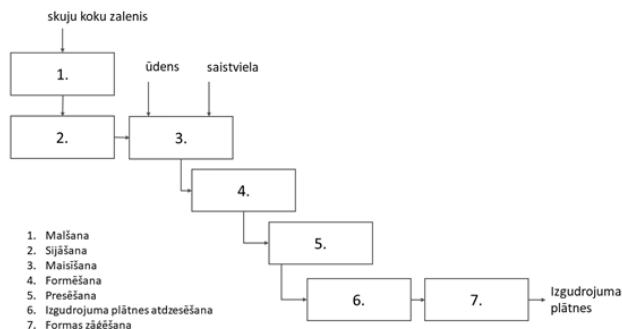 skuju koku zalenis
1.
ūdens
saistviela
2.
3.
4.
5.
6.
7.
Izgudrojuma
plātnes
1. Malšana
2. Sijāšana
3. Maisīšana
4. Formēšana
5. Presēšana
6. Izgudrojuma plātnes atdzesēšana
7. Formas zāģēšana